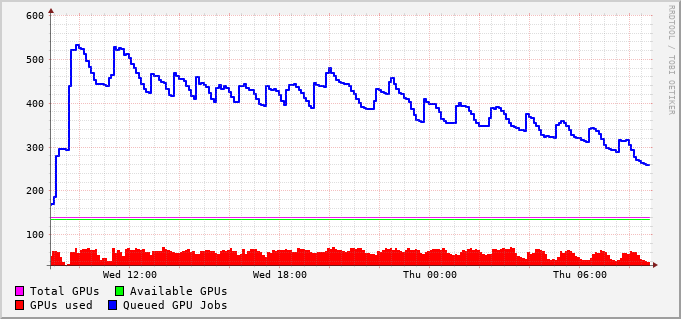 600
500
400
300
200
100
Wed 12:00 Wed 18:00 Thu 00:00 Thu 06:00
Total GPUs Available GPUs
GPUs used Queued GPU Jobs
RRDTOOL / TOBI OETIKER